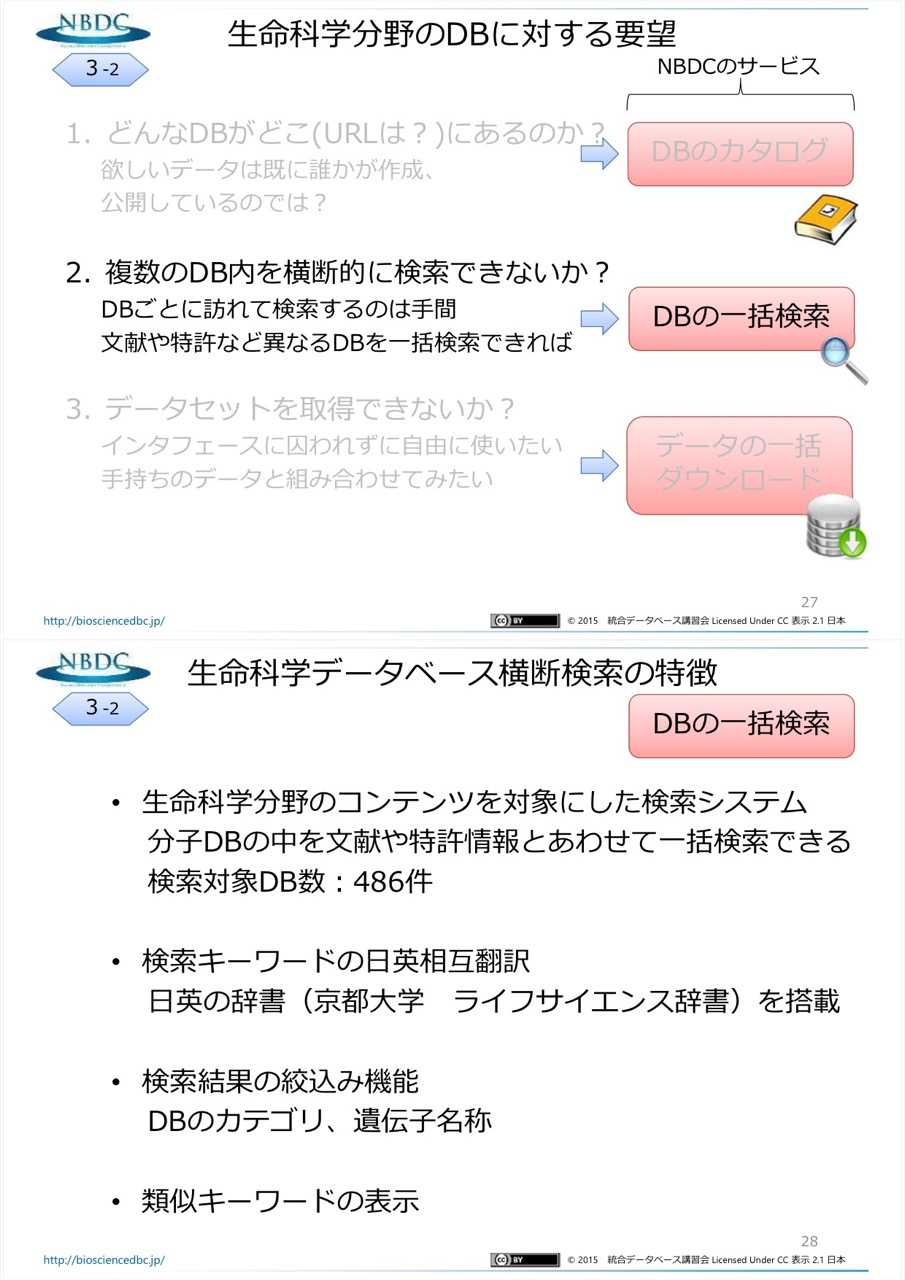 NBDC
3-2
生命科学分野のDBに対する要望
NBDCのサービス
1. どんなDBがどこ(URLは？)にあるのか？
欲しいデータは既に誰かが作成、
公開しているのでは？
DBのカタログ
2. 複数のDB内を横断的に検索できないか？
DBごとに訪れて検索するのは手間
文献や特許など異なるDBを一括検索できれば
DBの一括検索
3. データセットを取得できないか？
インタフェースに囚われずに自由に使いたい
手持ちのデータと組み合わせてみたい
データの一括
ダウンロード
27
http://biosciencedbc.jp/
cc BY
© 2015 統合データベース講習会 Licensed Under CC 表示 2.1 日本
NBDC
3-2
生命科学データベース横断検索の特徴
DBの一括検索
• 生命科学分野のコンテンツを対象にした検索システム
分子DBの中を文献や特許情報とあわせて一括検索できる
検索対象DB数：486件
• 検索キーワードの日英相互翻訳
日英の辞書（京都大学　ライフサイエンス辞書）を搭載
• 検索結果の絞込み機能
DBのカテゴリ、遺伝子名称
• 類似キーワードの表示
28
http://biosciencedbc.jp/
cc BY
© 2015 統合データベース講習会 Licensed Under CC 表示 2.1 日本